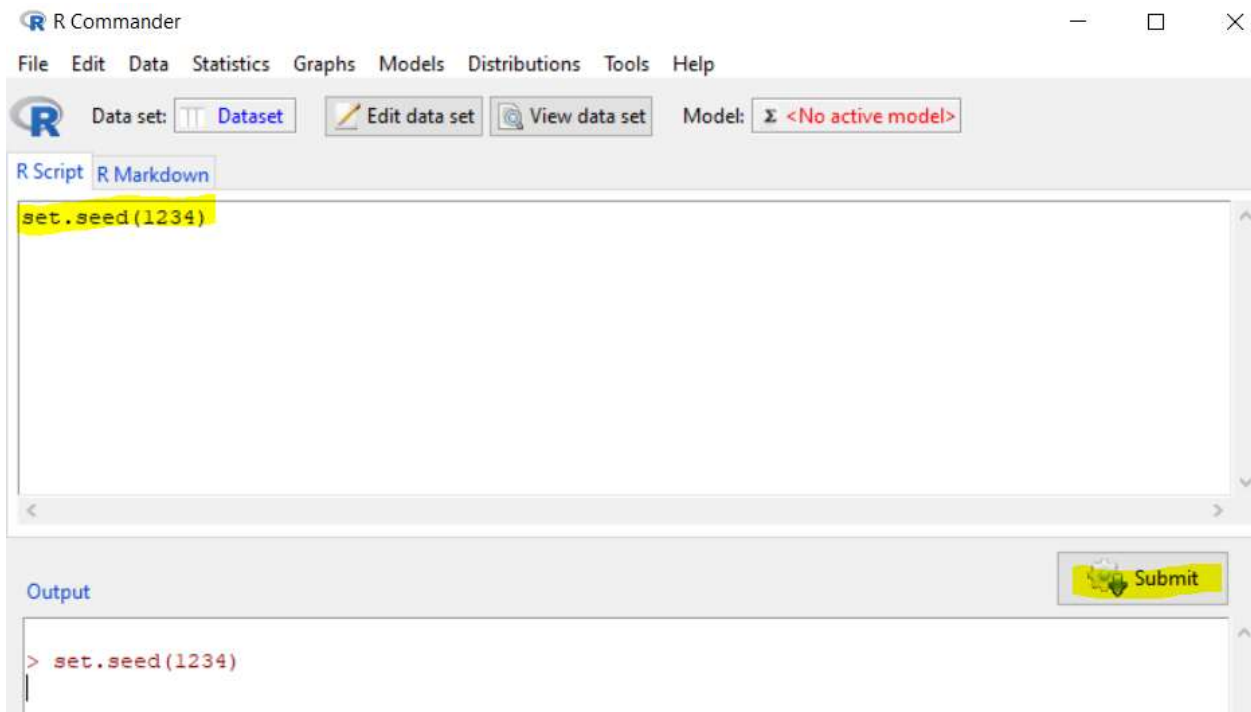 R R Commander
File Edit Data Statistics Graphs Models Distributions Tools Help
R Data set: Dataset Edit data set View data set Model: Σ <No active model>
R Script R Markdown
set.seed(1234)
Submit
Output
> set.seed(1234)